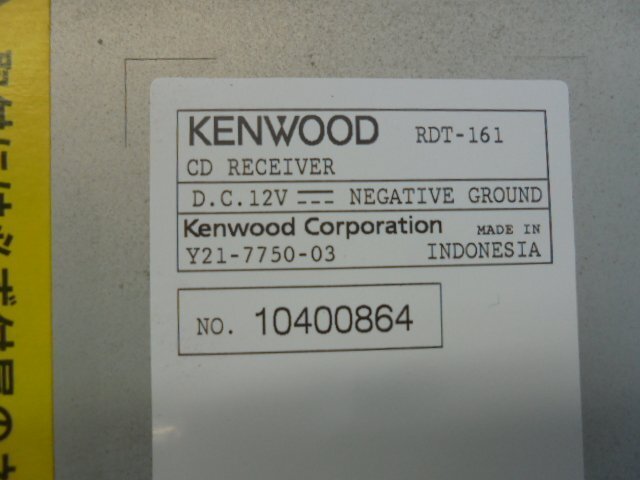 KENWOOD RDT-161
CD RECEIVER
D.C.12V ⎓ NEGATIVE GROUND
Kenwood Corporation MADE IN
Y21-7750-03 INDONESIA
NO. 10400864